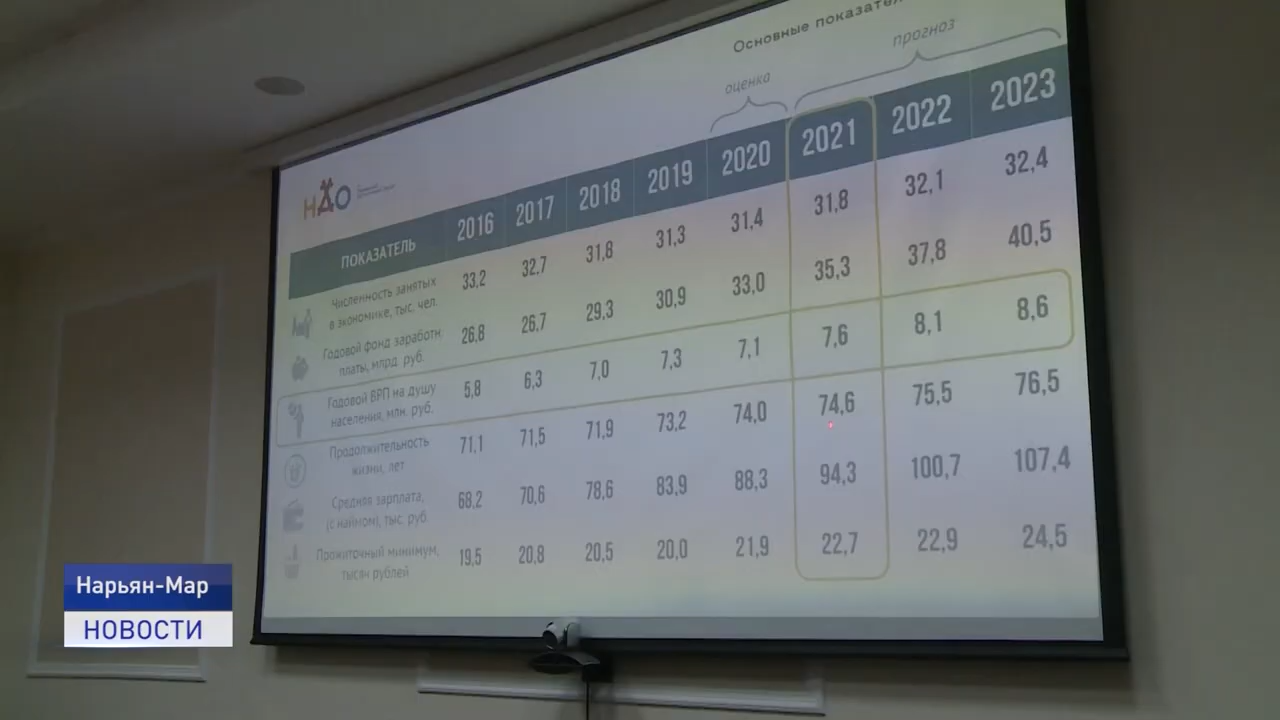 Основные показател
оценка
прогноз
НДО
ПОКАЗАТЕЛЬ 2016 2017 2018 2019 2020 2021 2022 2023
Численность занятых
в экономике, тыс. чел. 33,2 32,7 31,8 31,3 31,4 31,8 32,1 32,4
Годовой фонд заработн
платы, млрд. руб. 26,8 26,7 29,3 30,9 33,0 35,3 37,8 40,5
Годовой ВРП на душу
населения, млн. руб. 5,8 6,3 7,0 7,3 7,1 7,6 8,1 8,6
Продолжительность
жизни, лет 71,1 71,5 71,9 73,2 74,0 74,6 75,5 76,5
Средняя зарплата,
(с наймом), тыс. руб 68,2 70,6 78,6 83,9 88,3 94,3 100,7 107,4
Прожиточный минимум,
тысяч рублей 19,5 20,8 20,5 20,0 21,9 22,7 22,9 24,5
Нарьян-Мар
НОВОСТИ